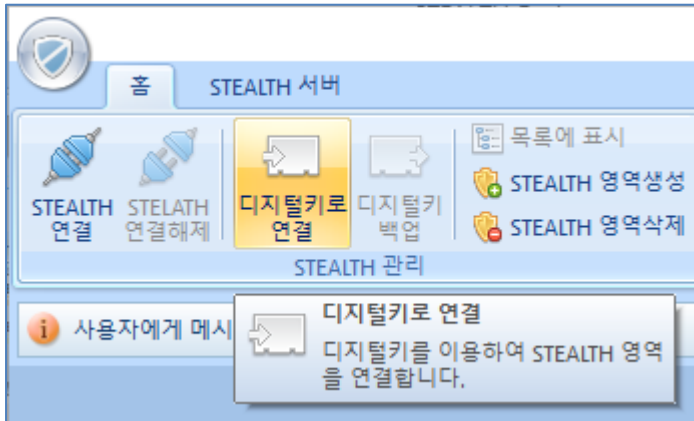 홈
STEALTH 서버
STEALTH
연결
STELATH
연결해제
디지털키로
연결
디지털키
백업
목록에 표시
STEALTH 영역생성
STEALTH 영역삭제
STEALTH 관리
사용자에게 메시
디지털키로 연결
디지털키를 이용하여 STEALTH 영역
을 연결합니다.